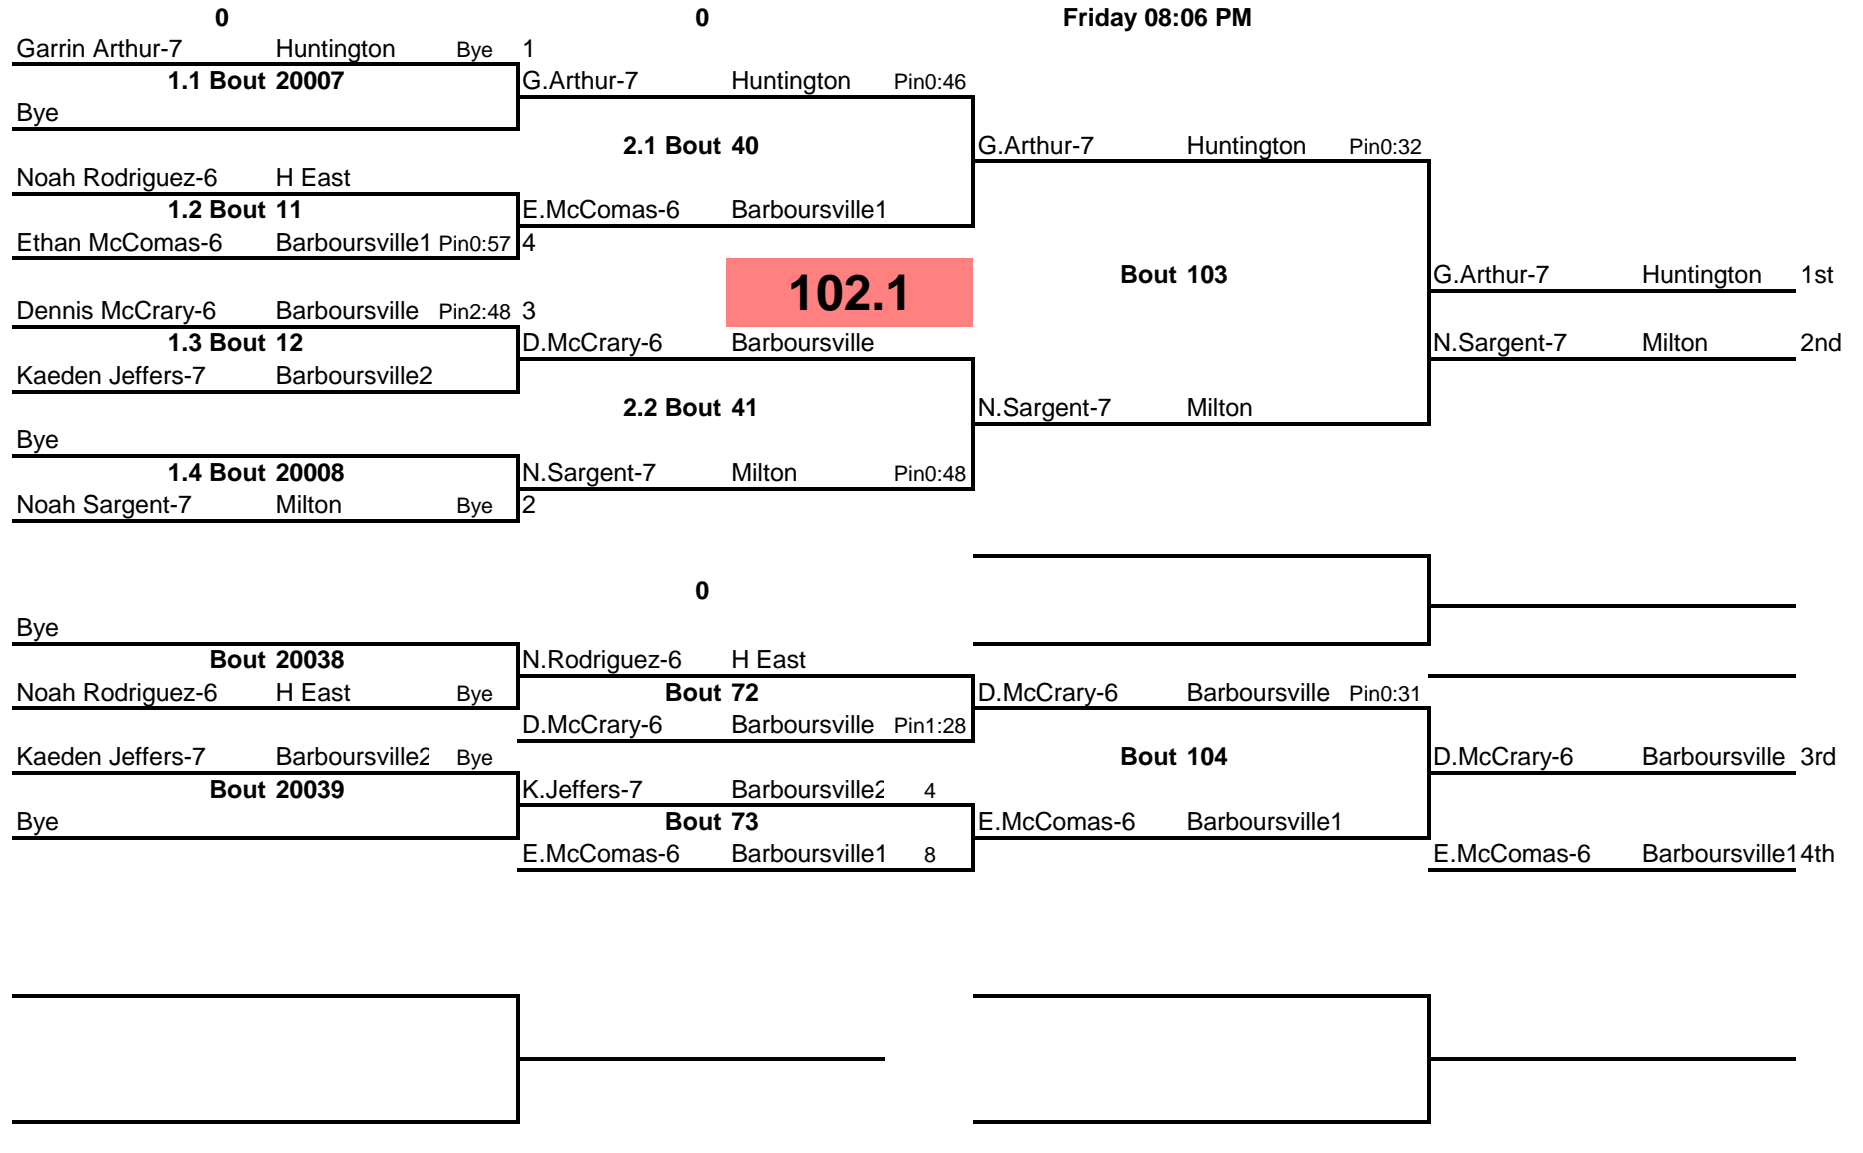 0 0 Friday 08:06 PM
Garrin Arthur-7 Huntington Bye 1
1.1 Bout 20007 G.Arthur-7 Huntington Pin0:46
Bye
2.1 Bout 40 G.Arthur-7 Huntington Pin0:32
Noah Rodriguez-6 H East
1.2 Bout 11 E.McComas-6 Barboursville1
Ethan McComas-6 Barboursville1 Pin0:57 4
102.1 Bout 103 G.Arthur-7 Huntington 1st
Dennis McCrary-6 Barboursville Pin2:48 3
1.3 Bout 12 D.McCrary-6 Barboursville N.Sargent-7 Milton 2nd
Kaeden Jeffers-7 Barboursville2
2.2 Bout 41 N.Sargent-7 Milton
Bye
1.4 Bout 20008 N.Sargent-7 Milton Pin0:48
Noah Sargent-7 Milton Bye 2
0
Bye
Bout 20038 N.Rodriguez-6 H East
Noah Rodriguez-6 H East Bye Bout 72 D.McCrary-6 Barboursville Pin0:31
D.McCrary-6 Barboursville Pin1:28
Kaeden Jeffers-7 Barboursville2 Bye Bout 104 D.McCrary-6 Barboursville 3rd
Bout 20039 K.Jeffers-7 Barboursville2 4
Bye Bout 73 E.McComas-6 Barboursville1
E.McComas-6 Barboursville1 8 E.McComas-6 Barboursville1 4th